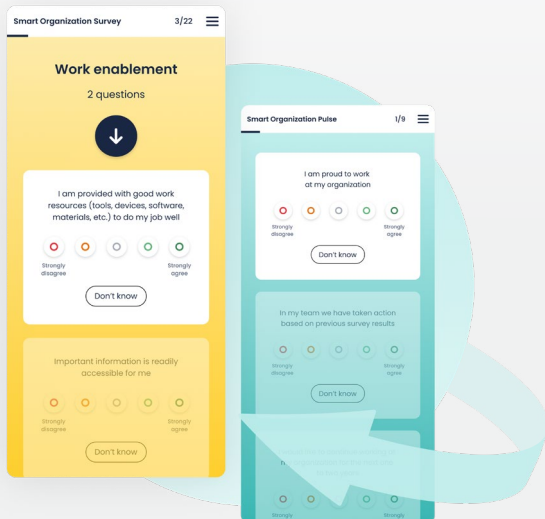 Smart Organization Survey
3/22
Work enablement
2 questions
I am provided with good work
resources (tools, devices, software,
materials, etc.) to do my job well
Strongly
disagree
Strongly
agree
Don't know
Important information is readily
accessible for me
Strongly
disagree
Strongly
agree
Don't know
Smart Organization Pulse
1/9
I am proud to work
at my organization
Strongly
disagree
Strongly
agree
Don't know
In my team we have taken action
based on previous survey results
Strongly
disagree
Strongly
agree
Don't know
Strongly
Strongly